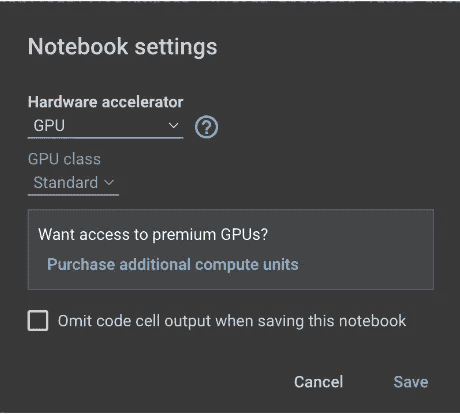 Notebook settings
Hardware accelerator
GPU
?
GPU class
Standard
Want access to premium GPUs?
Purchase additional compute units
Omit code cell output when saving this notebook
Cancel Save